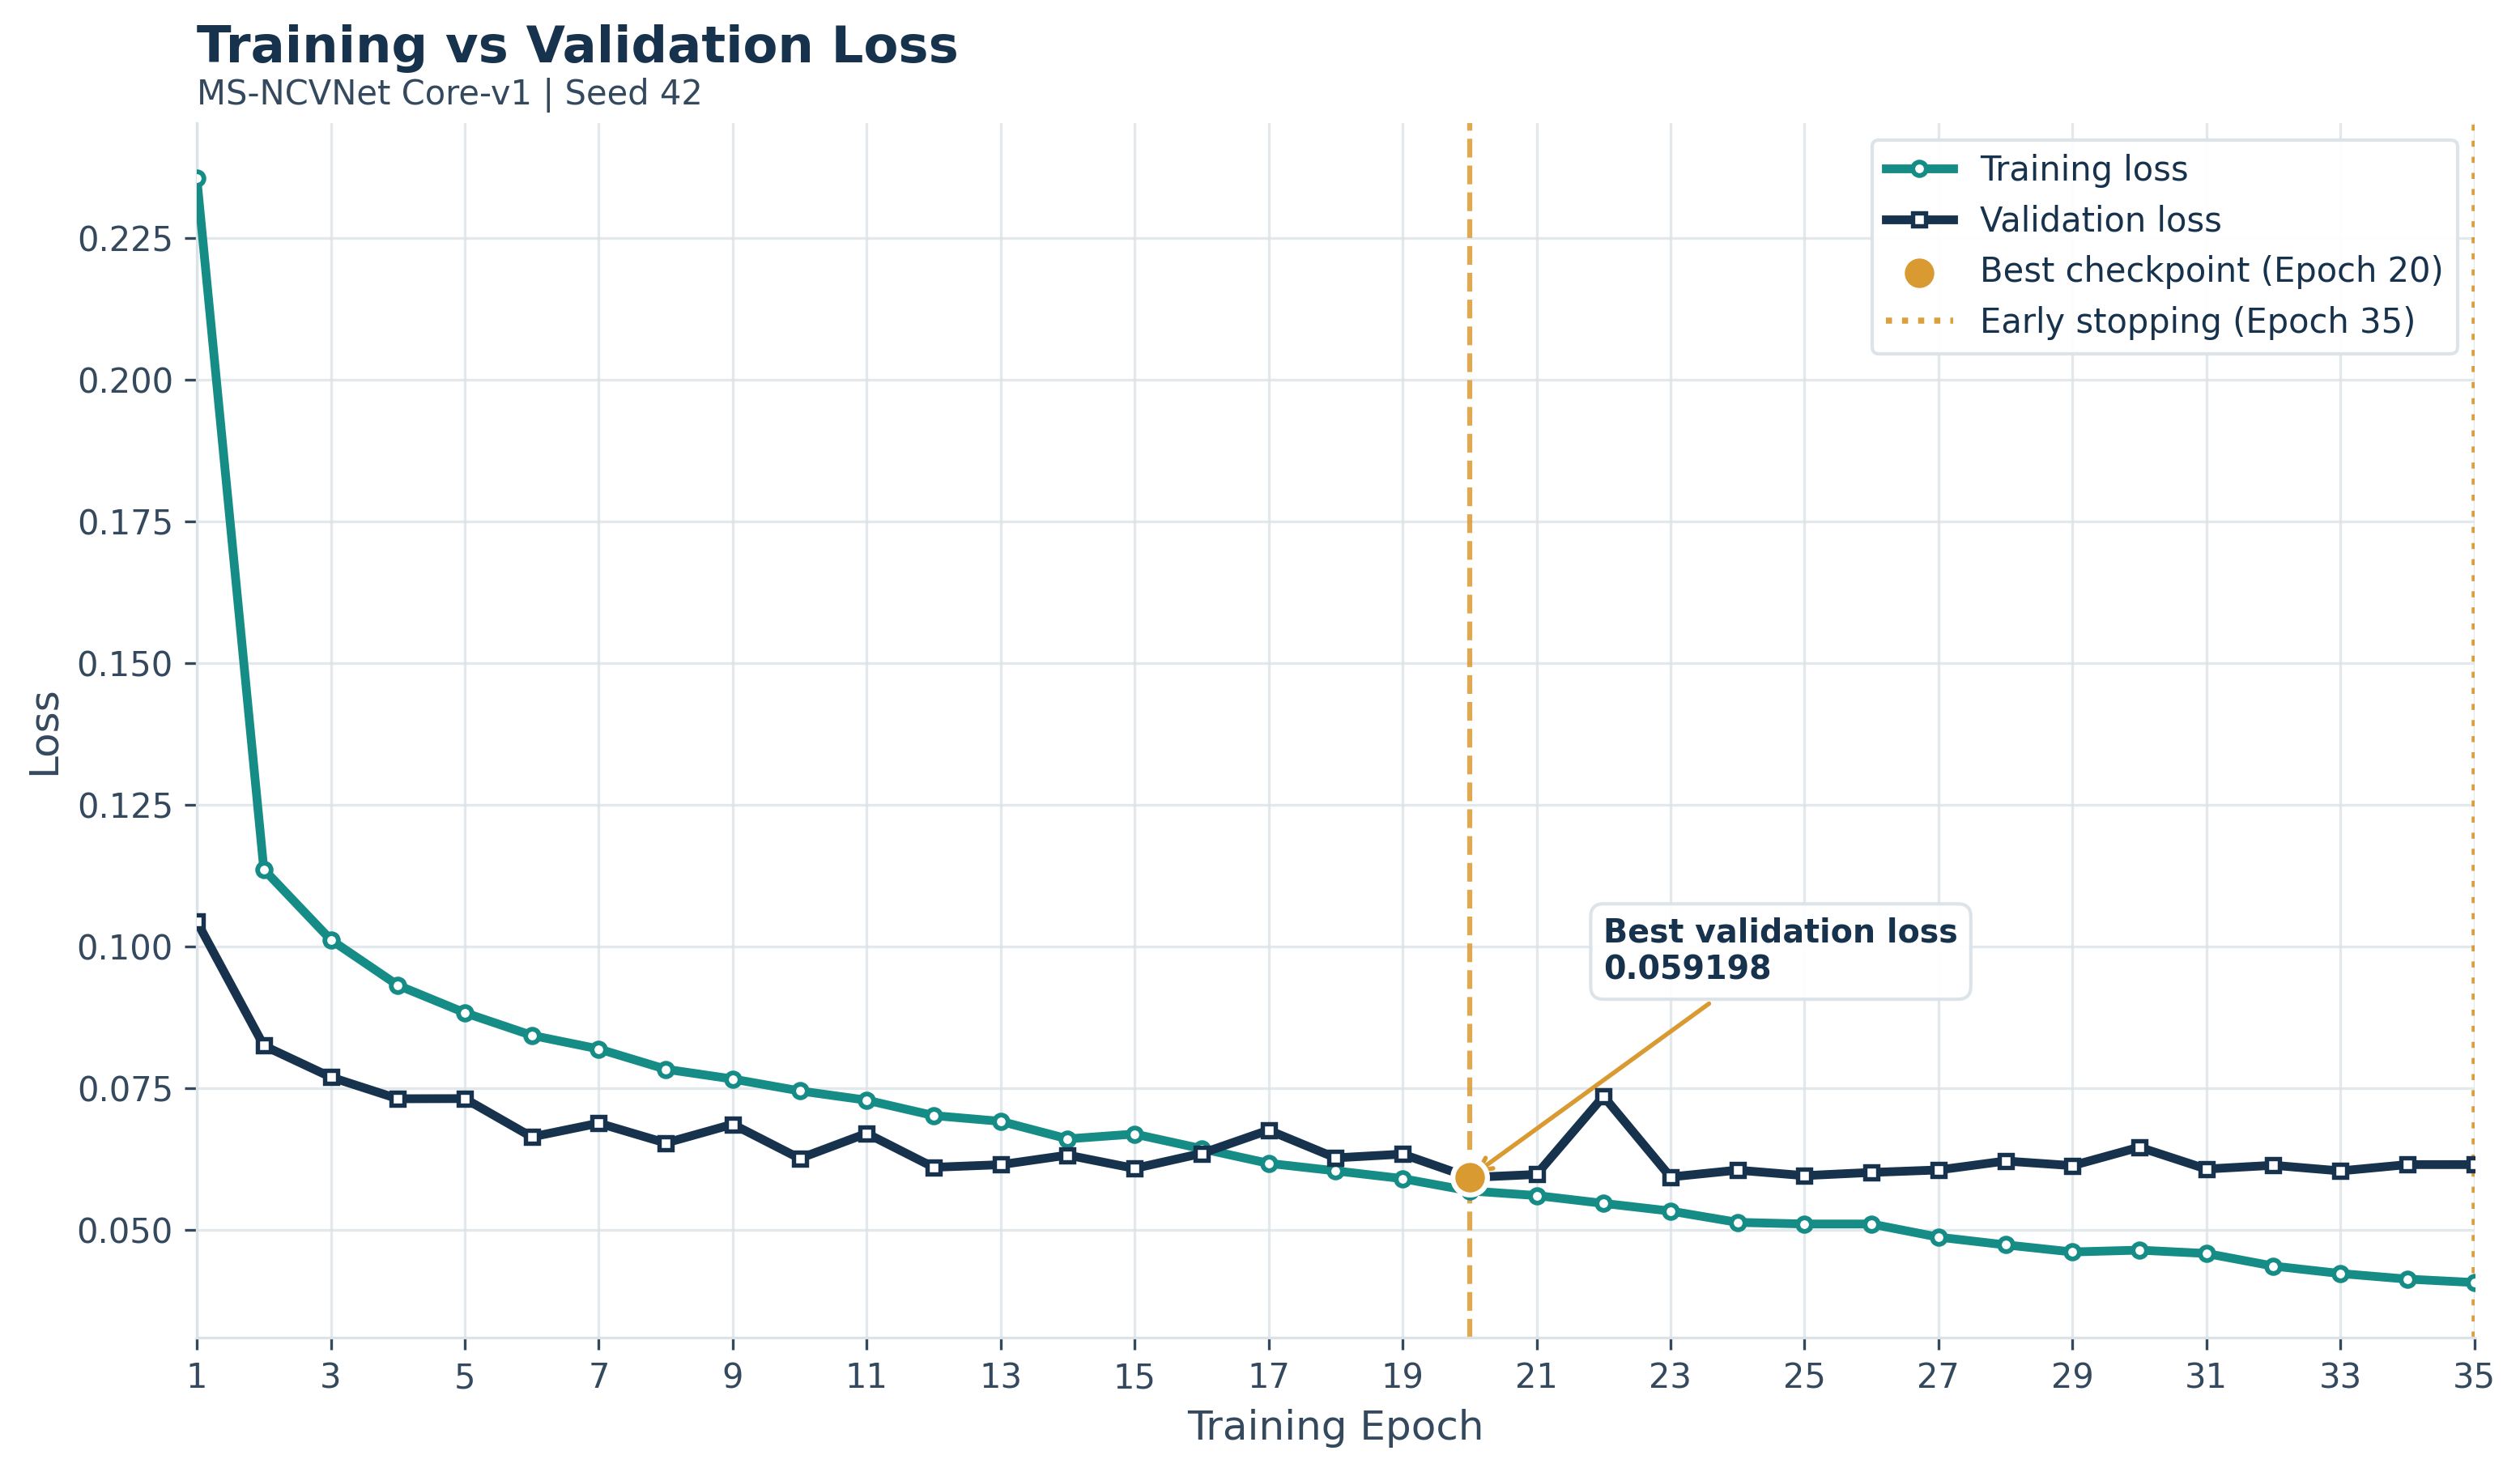 Training vs Validation Loss
MS-NCVNet Core-v1 | Seed 42
Training loss
Validation loss
Best checkpoint (Epoch 20)
Early stopping (Epoch 35)
0.225
0.200
0.175
0.150
0.125
0.100
0.075
0.050
Loss
Best validation loss
0.059198
1 3 5 7 9 11 13 15 17 19 21 23 25 27 29 31 33 35
Training Epoch